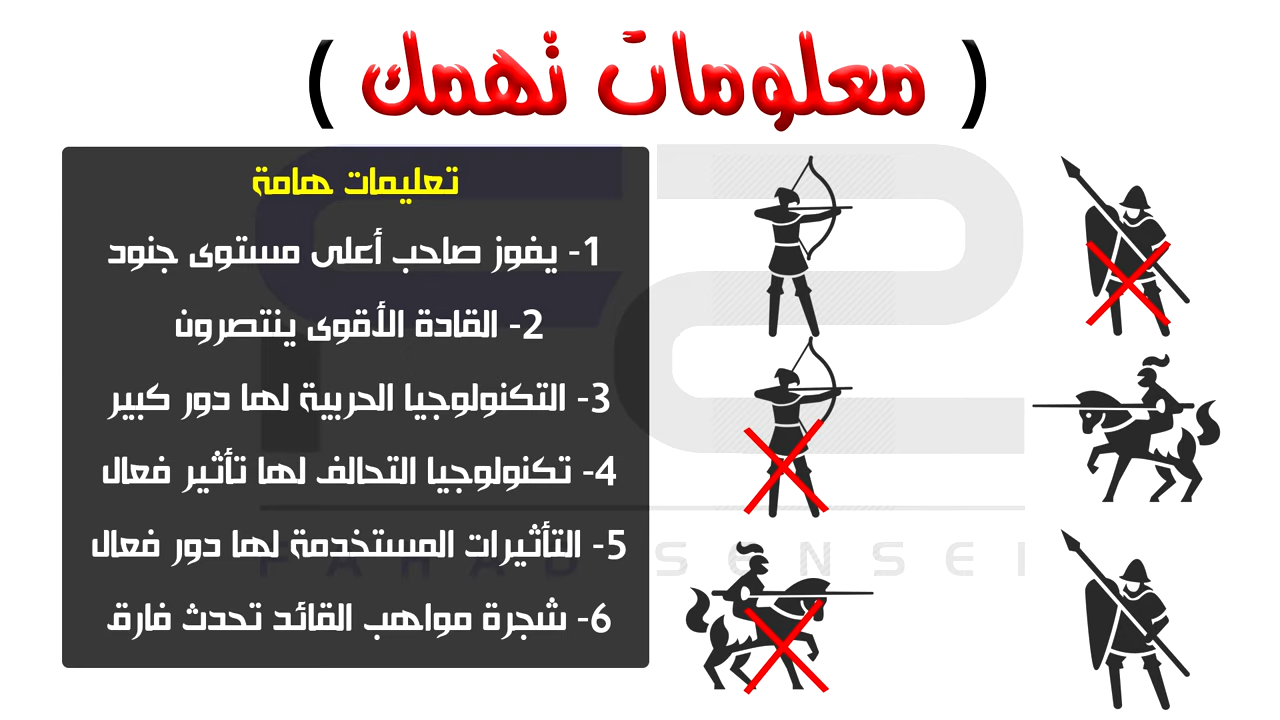 ( معلومات تهمك )
تعليمات هامة
1- يفوز صاحب أعلى مستوى جنود
2- القادة الأقوى ينتصرون
3- التكنولوجيا الحربية لها دور كبير
4- تكنولوجيا التحالف لها تأثير فعال
5- التأثيرات المستخدمة لها دور فعال
6- شجرة مواهب القائد تحدث فارق
FAHAD SENSEI